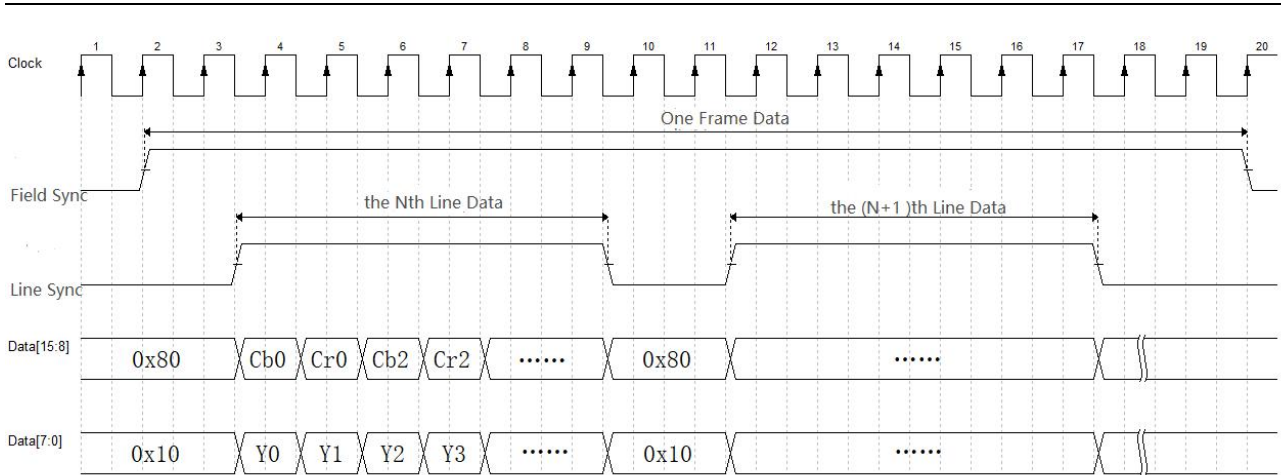 1 2 3 4 5 6 7 8 9 10 11 12 13 14 15 16 17 18 19 20
Clock
One Frame Data
Field Sync
the Nth Line Data
the (N+1 )th Line Data
Line Sync
Data[15:8]
0x80 Cb0 Cr0 Cb2 Cr2 ······ 0x80 ······
Data[7:0]
0x10 Y0 Y1 Y2 Y3 ······ 0x10 ······